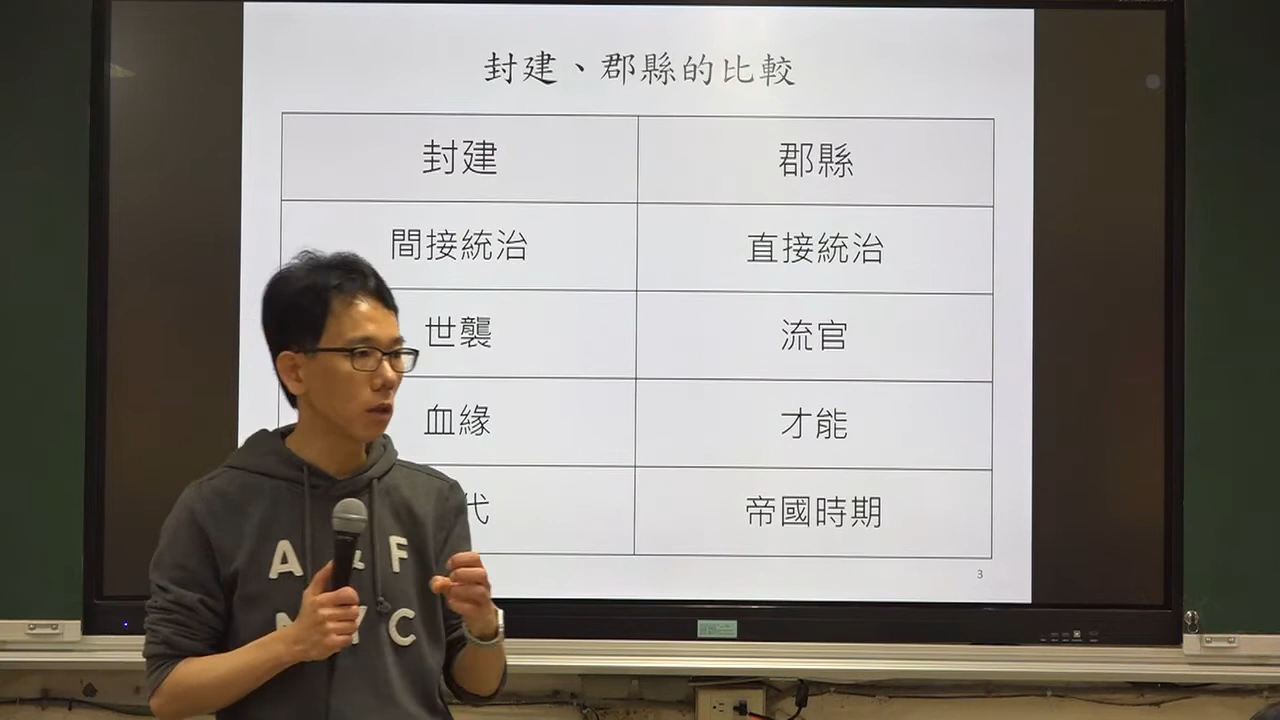 封建、郡縣的比較
封建 郡縣
間接統治 直接統治
世襲 流官
血緣 才能
代 帝國時期
3
A & F
NYC